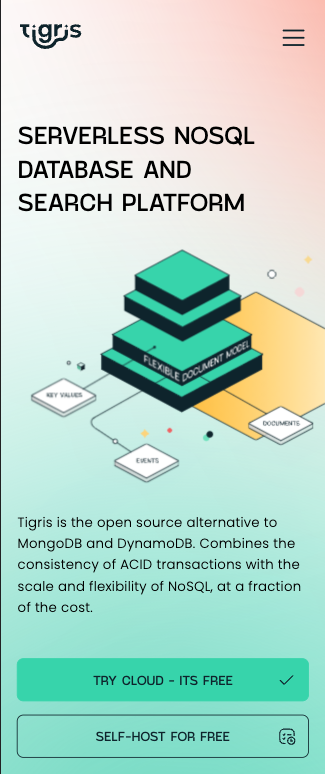 Tigris
SERVERLESS NOSQL
DATABASE AND
SEARCH PLATFORM
FLEXIBLE DOCUMENT MODEL
KEY VALUES
DOCUMENTS
EVENTS
Tigris is the open source alternative to
MongoDB and DynamoDB. Combines the
consistency of ACID transactions with the
scale and flexibility of NoSQL, at a fraction
of the cost.
TRY CLOUD - ITS FREE
SELF-HOST FOR FREE